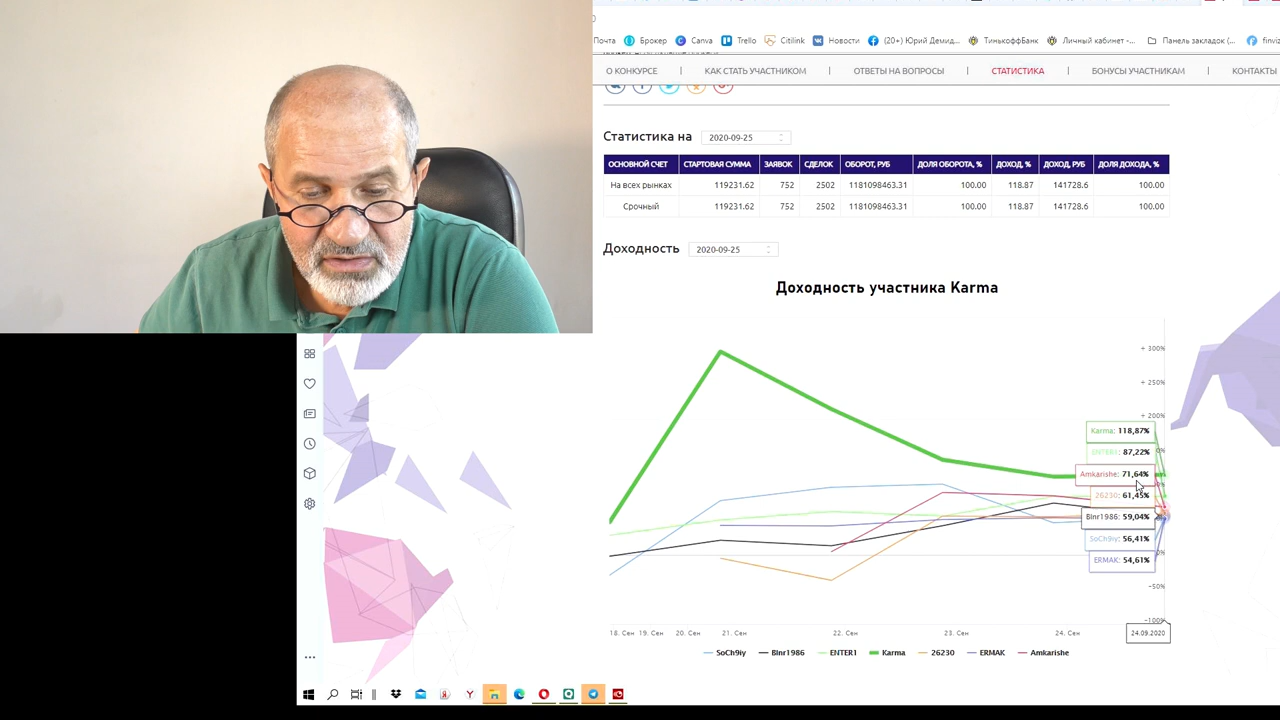 Почта Брокер Canva Trello Citilink Новости (20+) Юрий Демид... ТинькоффБанк Личный кабинет -... Панель закладок (... finviz
О КОНКУРСЕ | КАК СТАТЬ УЧАСТНИКОМ | ОТВЕТЫ НА ВОПРОСЫ | СТАТИСТИКА | БОНУСЫ УЧАСТНИКАМ | КОНТАКТЫ
Статистика на 2020-09-25
ОСНОВНОЙ СЧЕТ СТАРТОВАЯ СУММА ЗАЯВОК СДЕЛОК ОБОРОТ, РУБ ДОЛЯ ОБОРОТА, % ДОХОД, % ДОХОД, РУБ ДОЛЯ ДОХОДА, %
На всех рынках 119231.62 752 2502 1181098463.31 100.00 118.87 141728.6 100.00
Срочный 119231.62 752 2502 1181098463.31 100.00 118.87 141728.6 100.00
Доходность 2020-09-25
Доходность участника Karma
+ 300%
+ 250%
+ 200%
Karma: 118,87%
ENTER1: 87,22%
Amkarishe: 71,64%
26230: 61,45%
Blnr1986: 59,04%
SoCh9iy: 56,41%
ERMAK: 54,61%
−50%
−100%
18. Сен 19. Сен 20. Сен 21. Сен 22. Сен 23. Сен 24. Сен 24.09.2020
SoCh9iy Blnr1986 ENTER1 Karma 26230 ERMAK Amkarishe